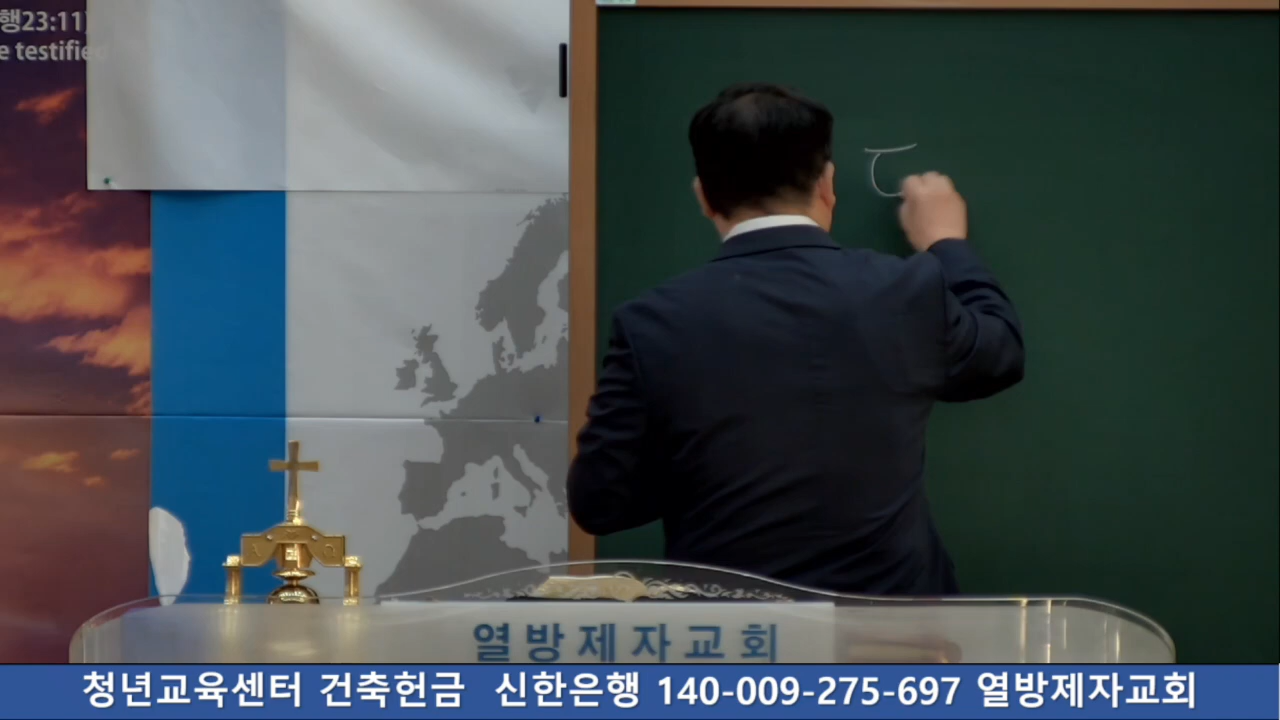 행23:11)
e testified
열방제자교회
청년교육센터 건축헌금 신한은행 140-009-275-697 열방제자교회